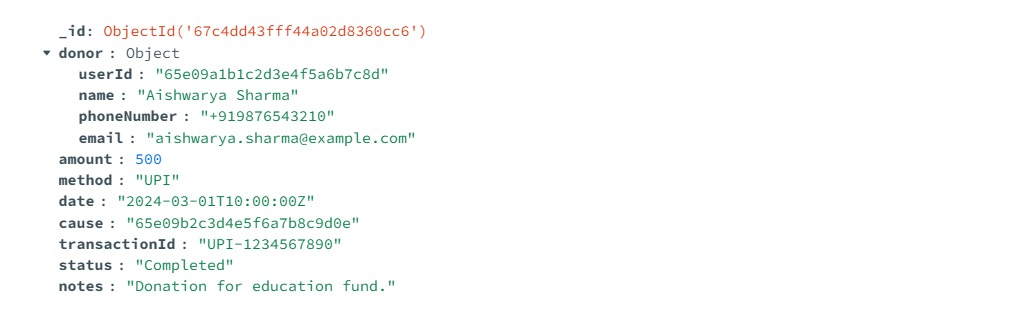 _id: ObjectId('67c4dd43fff44a02d8360cc6')
donor : Object
userId : "65e09a1b1c2d3e4f5a6b7c8d"
name : "Aishwarya Sharma"
phoneNumber : "+919876543210"
email : "aishwarya.sharma@example.com"
amount : 500
method : "UPI"
date : "2024-03-01T10:00:00Z"
cause : "65e09b2c3d4e5f6a7b8c9d0e"
transactionId : "UPI-1234567890"
status : "Completed"
notes : "Donation for education fund."